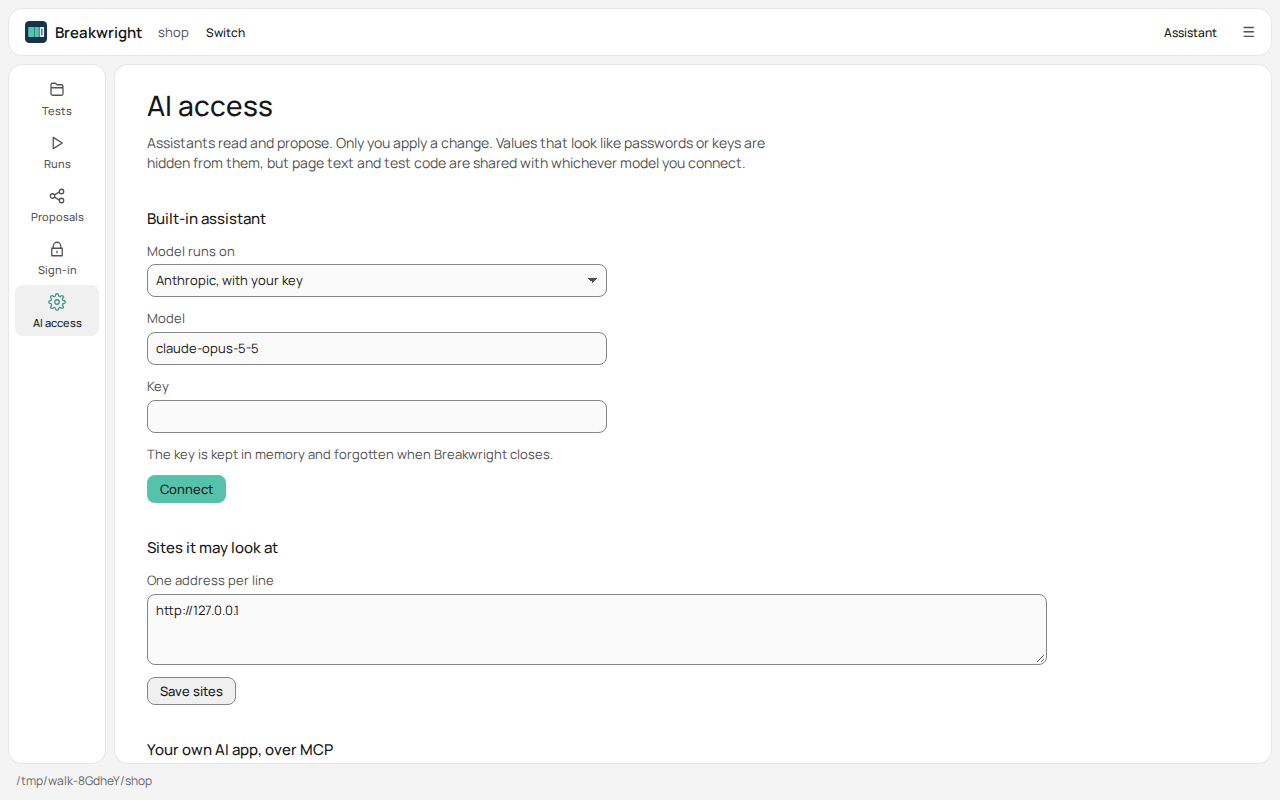 Breakwright shop Switch Assistant
Tests
Runs
Proposals
Sign-in
AI access
AI access
Assistants read and propose. Only you apply a change. Values that look like passwords or keys are
hidden from them, but page text and test code are shared with whichever model you connect.
Built-in assistant
Model runs on
Anthropic, with your key
Model
claude-opus-5-5
Key
The key is kept in memory and forgotten when Breakwright closes.
Connect
Sites it may look at
One address per line
http://127.0.0.1
Save sites
Your own AI app, over MCP
/tmp/walk-8GdheY/shop